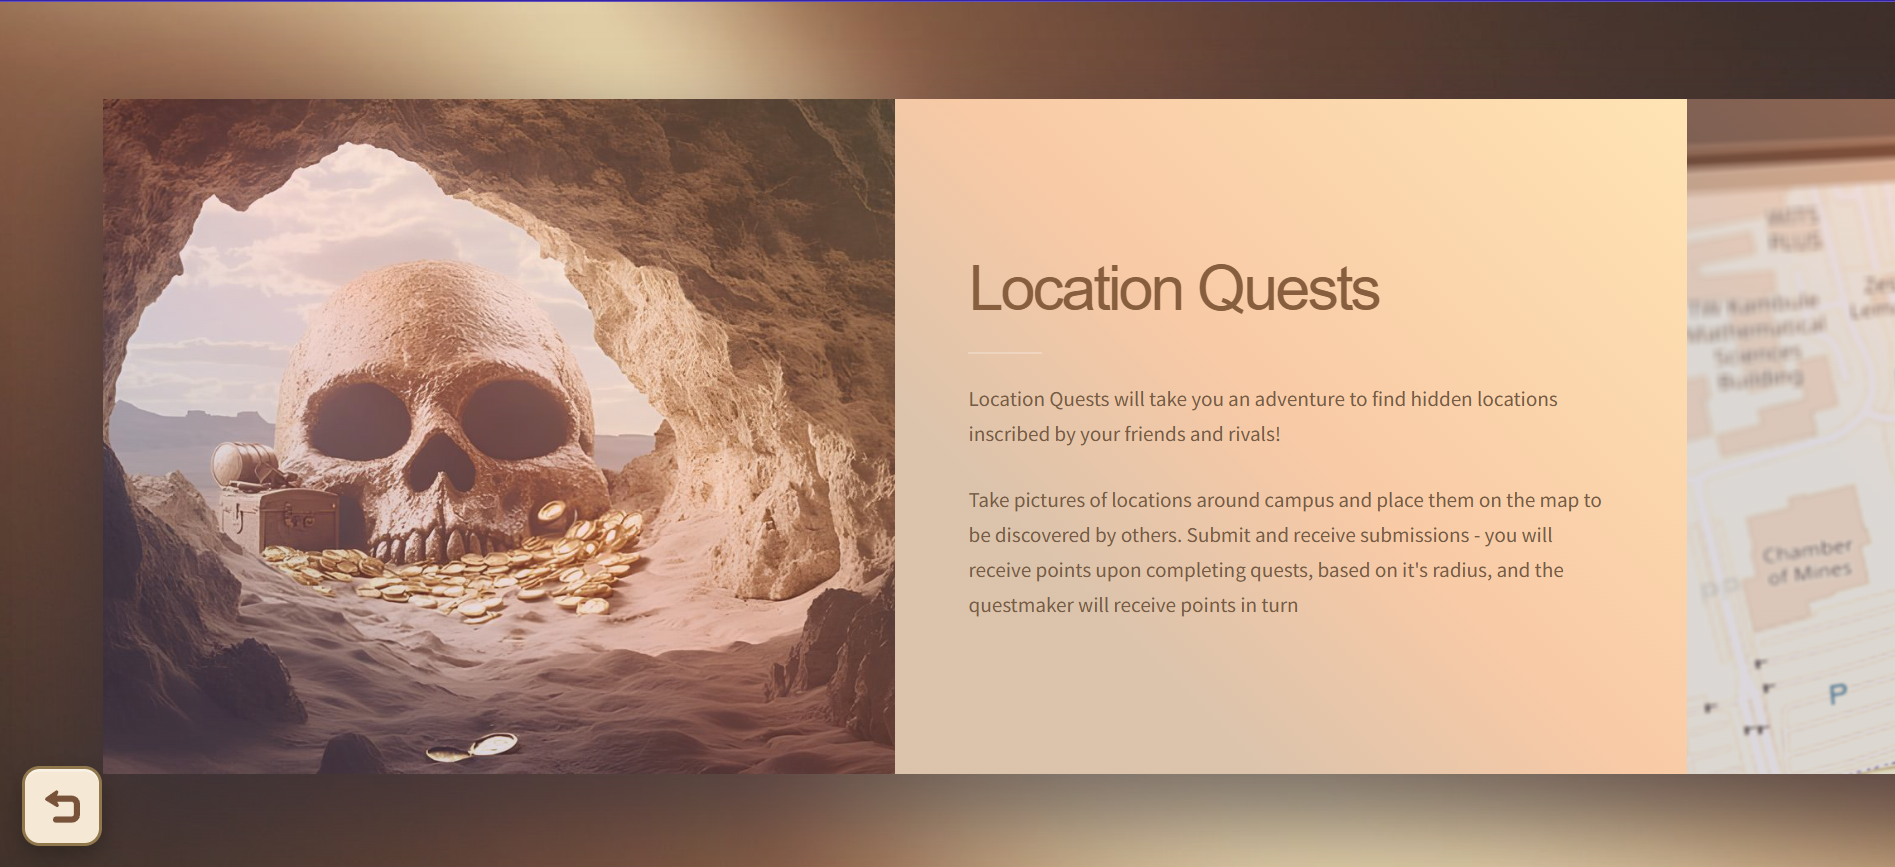 Location Quests
Location Quests will take you an adventure to find hidden locations
inscribed by your friends and rivals!
Take pictures of locations around campus and place them on the map to
be discovered by others. Submit and receive submissions - you will
receive points upon completing quests, based on it's radius, and the
questmaker will receive points in turn
WITS
PLUS
Mathematical
Sciences
Building
Chamber
of Mines
P